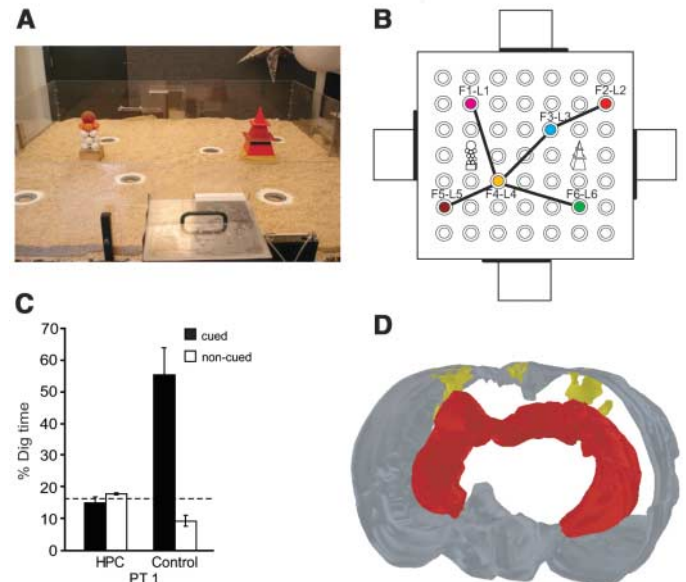 A
B
F1-L1
F2-L2
F3-L3
F4-L4
F5-L5
F6-L6
C
70
60
50
40
30
20
10
0
% Dig time
cued
non-cued
HPC
Control
PT 1
D